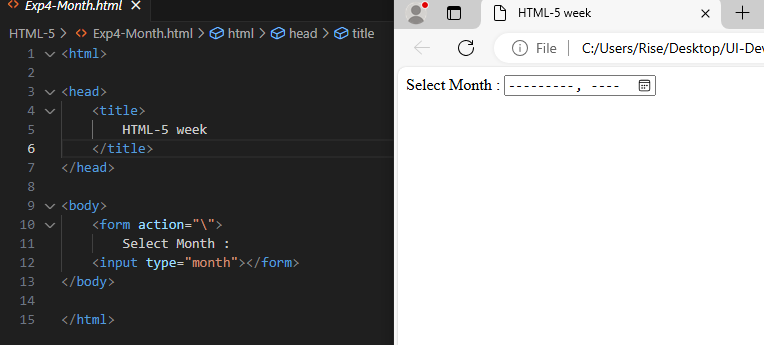 Exp4-Month.html
HTML-5 > Exp4-Month.html > html > head > title
1 <html>
2
3 <head>
4 <title>
5 HTML-5 week
6 </title>
7 </head>
8
9 <body>
10 <form action="\">
11 Select Month :
12 <input type="month"></form>
13 </body>
14
15 </html>
HTML-5 week
File C:/Users/Rise/Desktop/UI-Dev
Select Month : ---------, ----